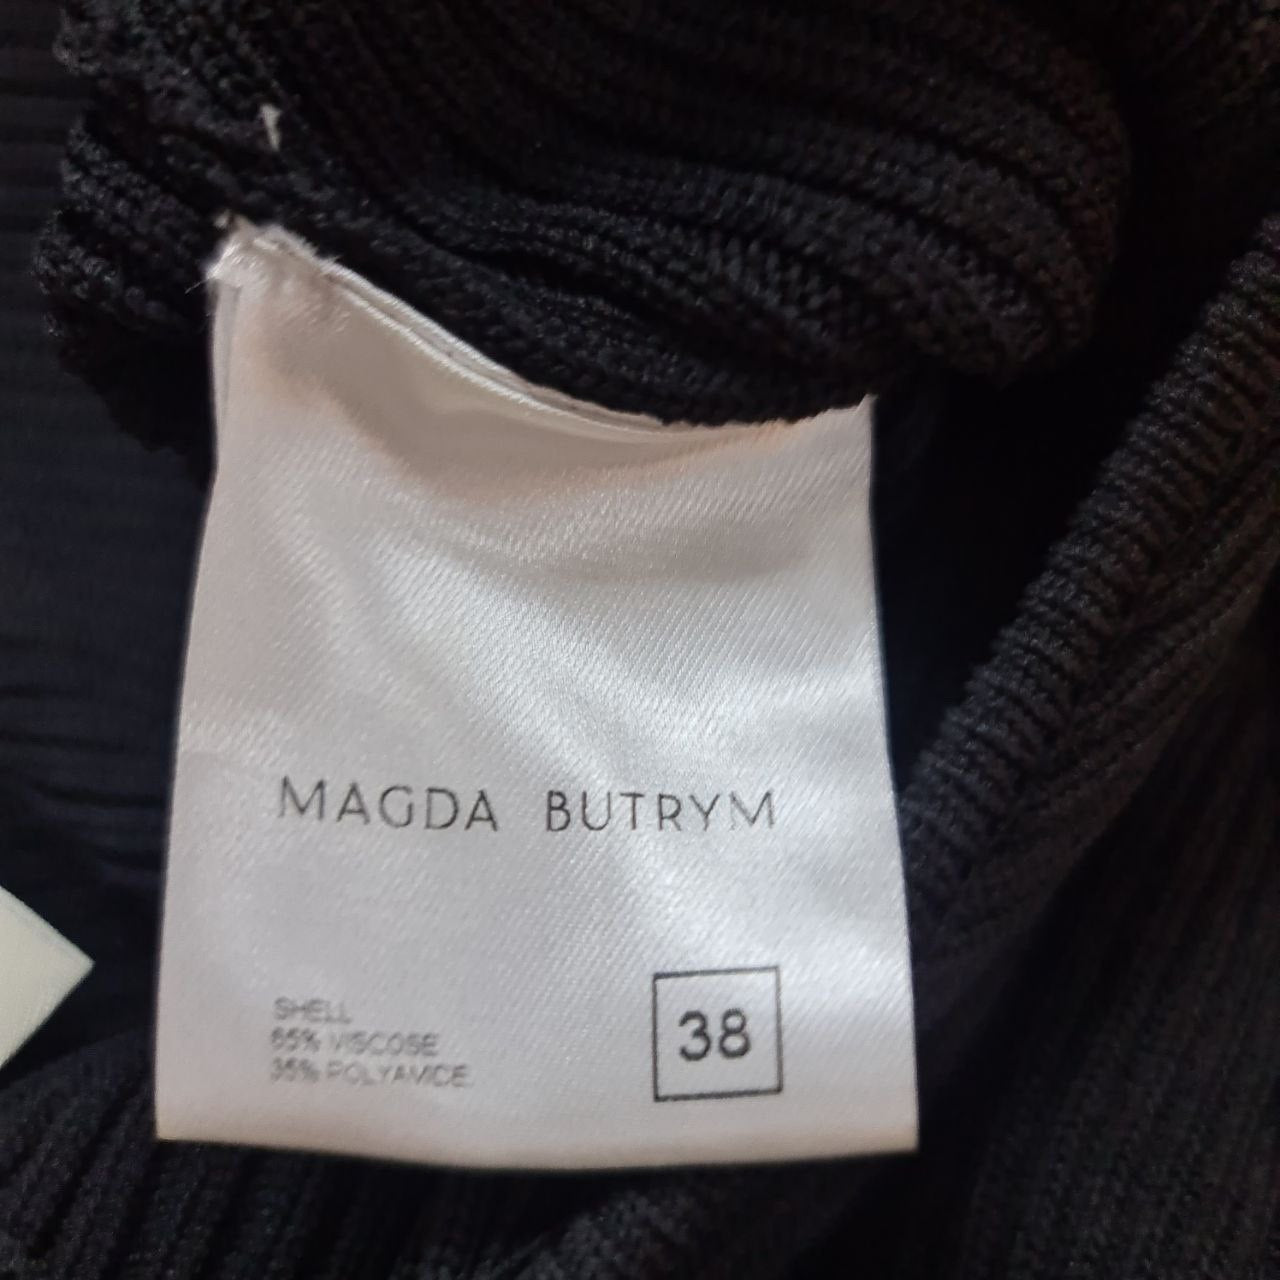 MAGDA BUTRYM
SHELL
65% VISCOSE
35% POLYAMIDE
38